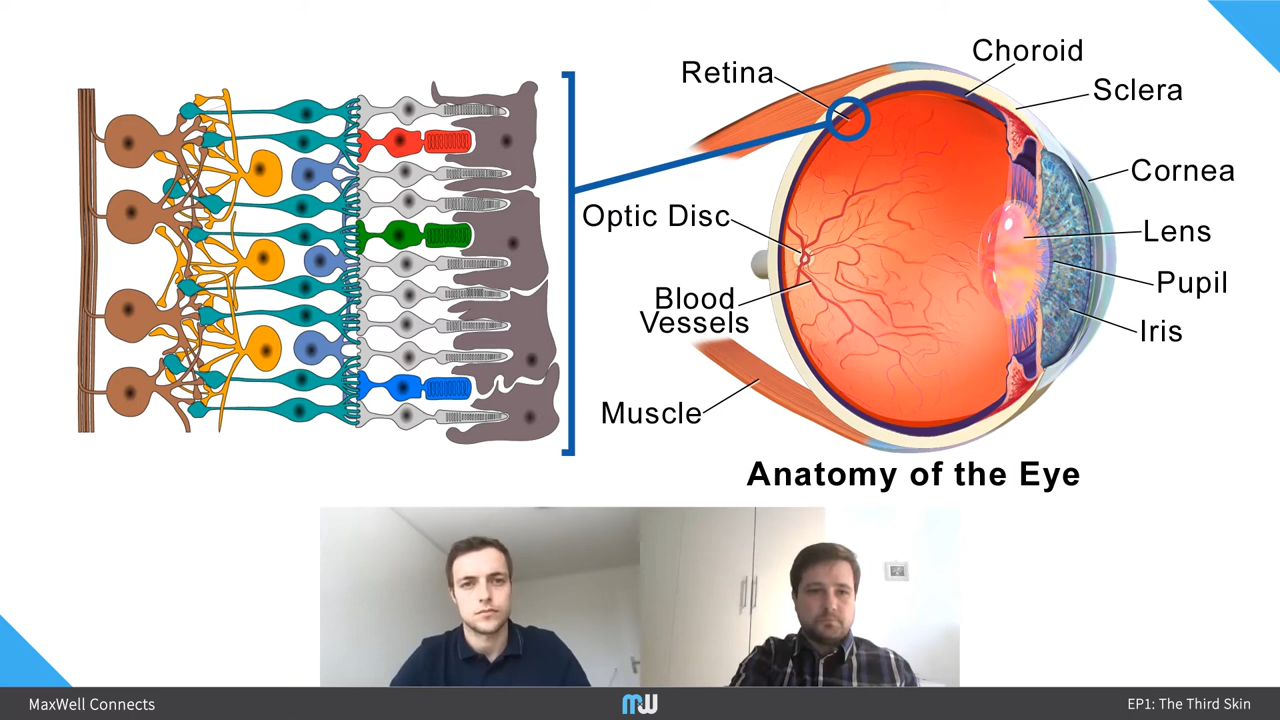 Choroid
Retina
Sclera
Cornea
Optic Disc
Lens
Pupil
Blood
Vessels
Iris
Muscle
Anatomy of the Eye
MaxWell Connects
MW
EP1: The Third Skin